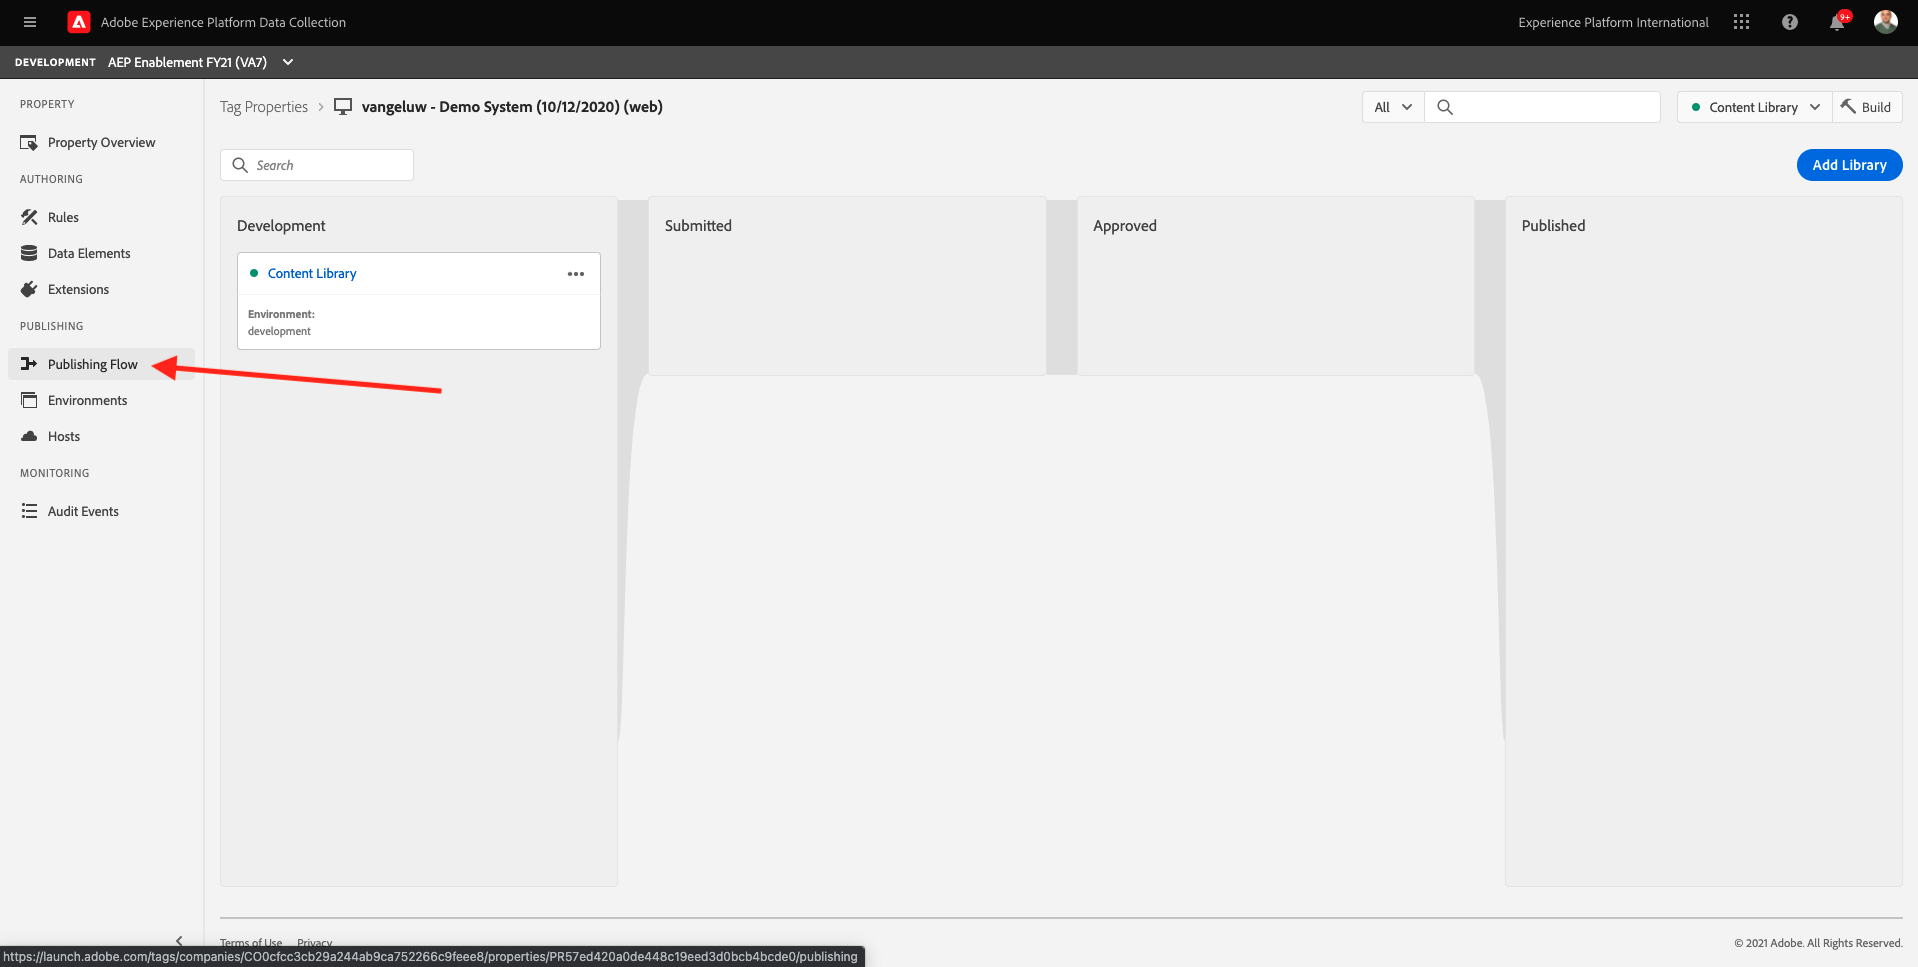 Adobe Experience Platform Data Collection
Experience Platform International
9+
DEVELOPMENT AEP Enablement FY21 (VA7)
PROPERTY
Property Overview
AUTHORING
Rules
Data Elements
Extensions
PUBLISHING
Publishing Flow
Environments
Hosts
MONITORING
Audit Events
Tag Properties > vangeluw - Demo System (10/12/2020) (web)
All
Content Library
Build
Search
Add Library
Development
Content Library
Environment:
development
Submitted
Approved
Published
Terms of Use Privacy
© 2021 Adobe. All Rights Reserved.
https://launch.adobe.com/tags/companies/CO0cfcc3cb29a244ab9ca752266c9feee8/properties/PR57ed420a0de448c19eed3d0bcb4bcde0/publishing